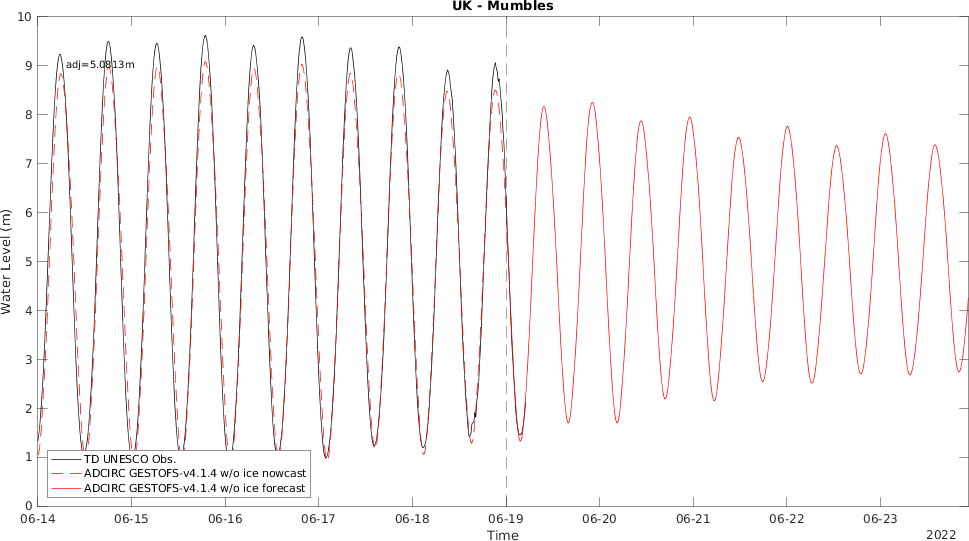 UK - Mumbles
10
9
8
7
6
5
4
3
2
1
0
Water Level (m)
adj=5.0813m
TD UNESCO Obs.
ADCIRC GESTOFS-v4.1.4 w/o ice nowcast
ADCIRC GESTOFS-v4.1.4 w/o ice forecast
06-14 06-15 06-16 06-17 06-18 06-19 06-20 06-21 06-22 06-23
Time
2022